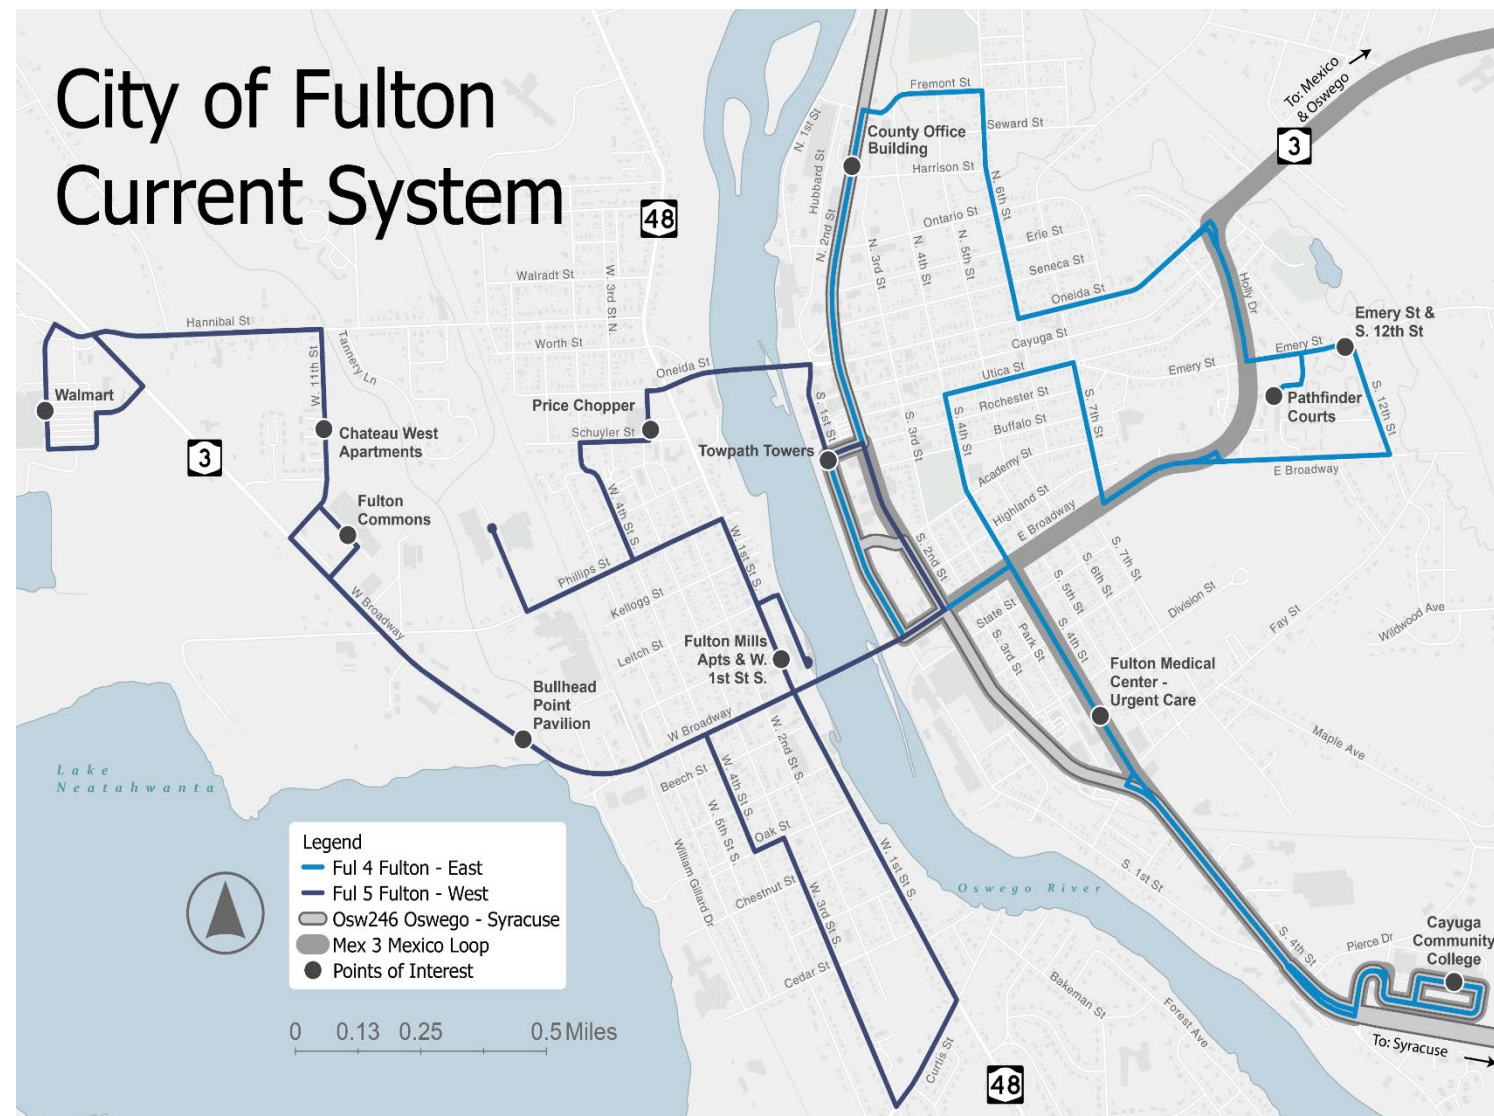 City of Fulton
Current System
To: Mexico
& Oswego
3
48
3
48
Fremont St
Seward St
County Office
Building
Harrison St
N. 1st St
Hubbard St
N. 2nd St
N. 3rd St
N. 4th St
N. 5th St
N. 6th St
Ontario St
Erie St
Seneca St
Oneida St
Cayuga St
Holly Dr
Emery St &
S. 12th St
Emery St
Emery St
Pathfinder
Courts
S. 12th St
E Broadway
Walradt St
W. 3rd St N.
Hannibal St
Worth St
Tannery Ln
W. 11th St
Oneida St
Walmart
Price Chopper
Schuyler St
Chateau West
Apartments
Fulton
Commons
Towpath Towers
S. 1st St
S. 2nd St
S. 3rd St
S. 4th St
Utica St
Rochester St
Buffalo St
Academy St
Highland St
E Broadway
S. 7th St
W. 4th St S.
Phillips St
Kellogg St
Leitch St
W. 1st St S.
W Broadway
Fulton Mills
Apts & W.
1st St S.
Bullhead
Point
Pavilion
W Broadway
W. 2nd St S.
Beech St
W. 4th St S.
W. 5th St S.
Oak St
William Gillard Dr
Chestnut St
W. 3rd St S.
W. 1st St S.
Cedar St
Curtis St
State St
S. 3rd St
Park St
S. 4th St
S. 5th St
S. 6th St
S. 7th St
Division St
Fay St
Wildwood Ave
Fulton Medical
Center -
Urgent Care
Maple Ave
S. 1st St
Oswego River
S. 4th St
Pierce Dr
Cayuga
Community
College
To: Syracuse
Bakeman St
Forest Ave
Lake
Neatahwanta
Legend
Ful 4 Fulton - East
Ful 5 Fulton - West
Osw246 Oswego - Syracuse
Mex 3 Mexico Loop
Points of Interest
0 0.13 0.25 0.5 Miles